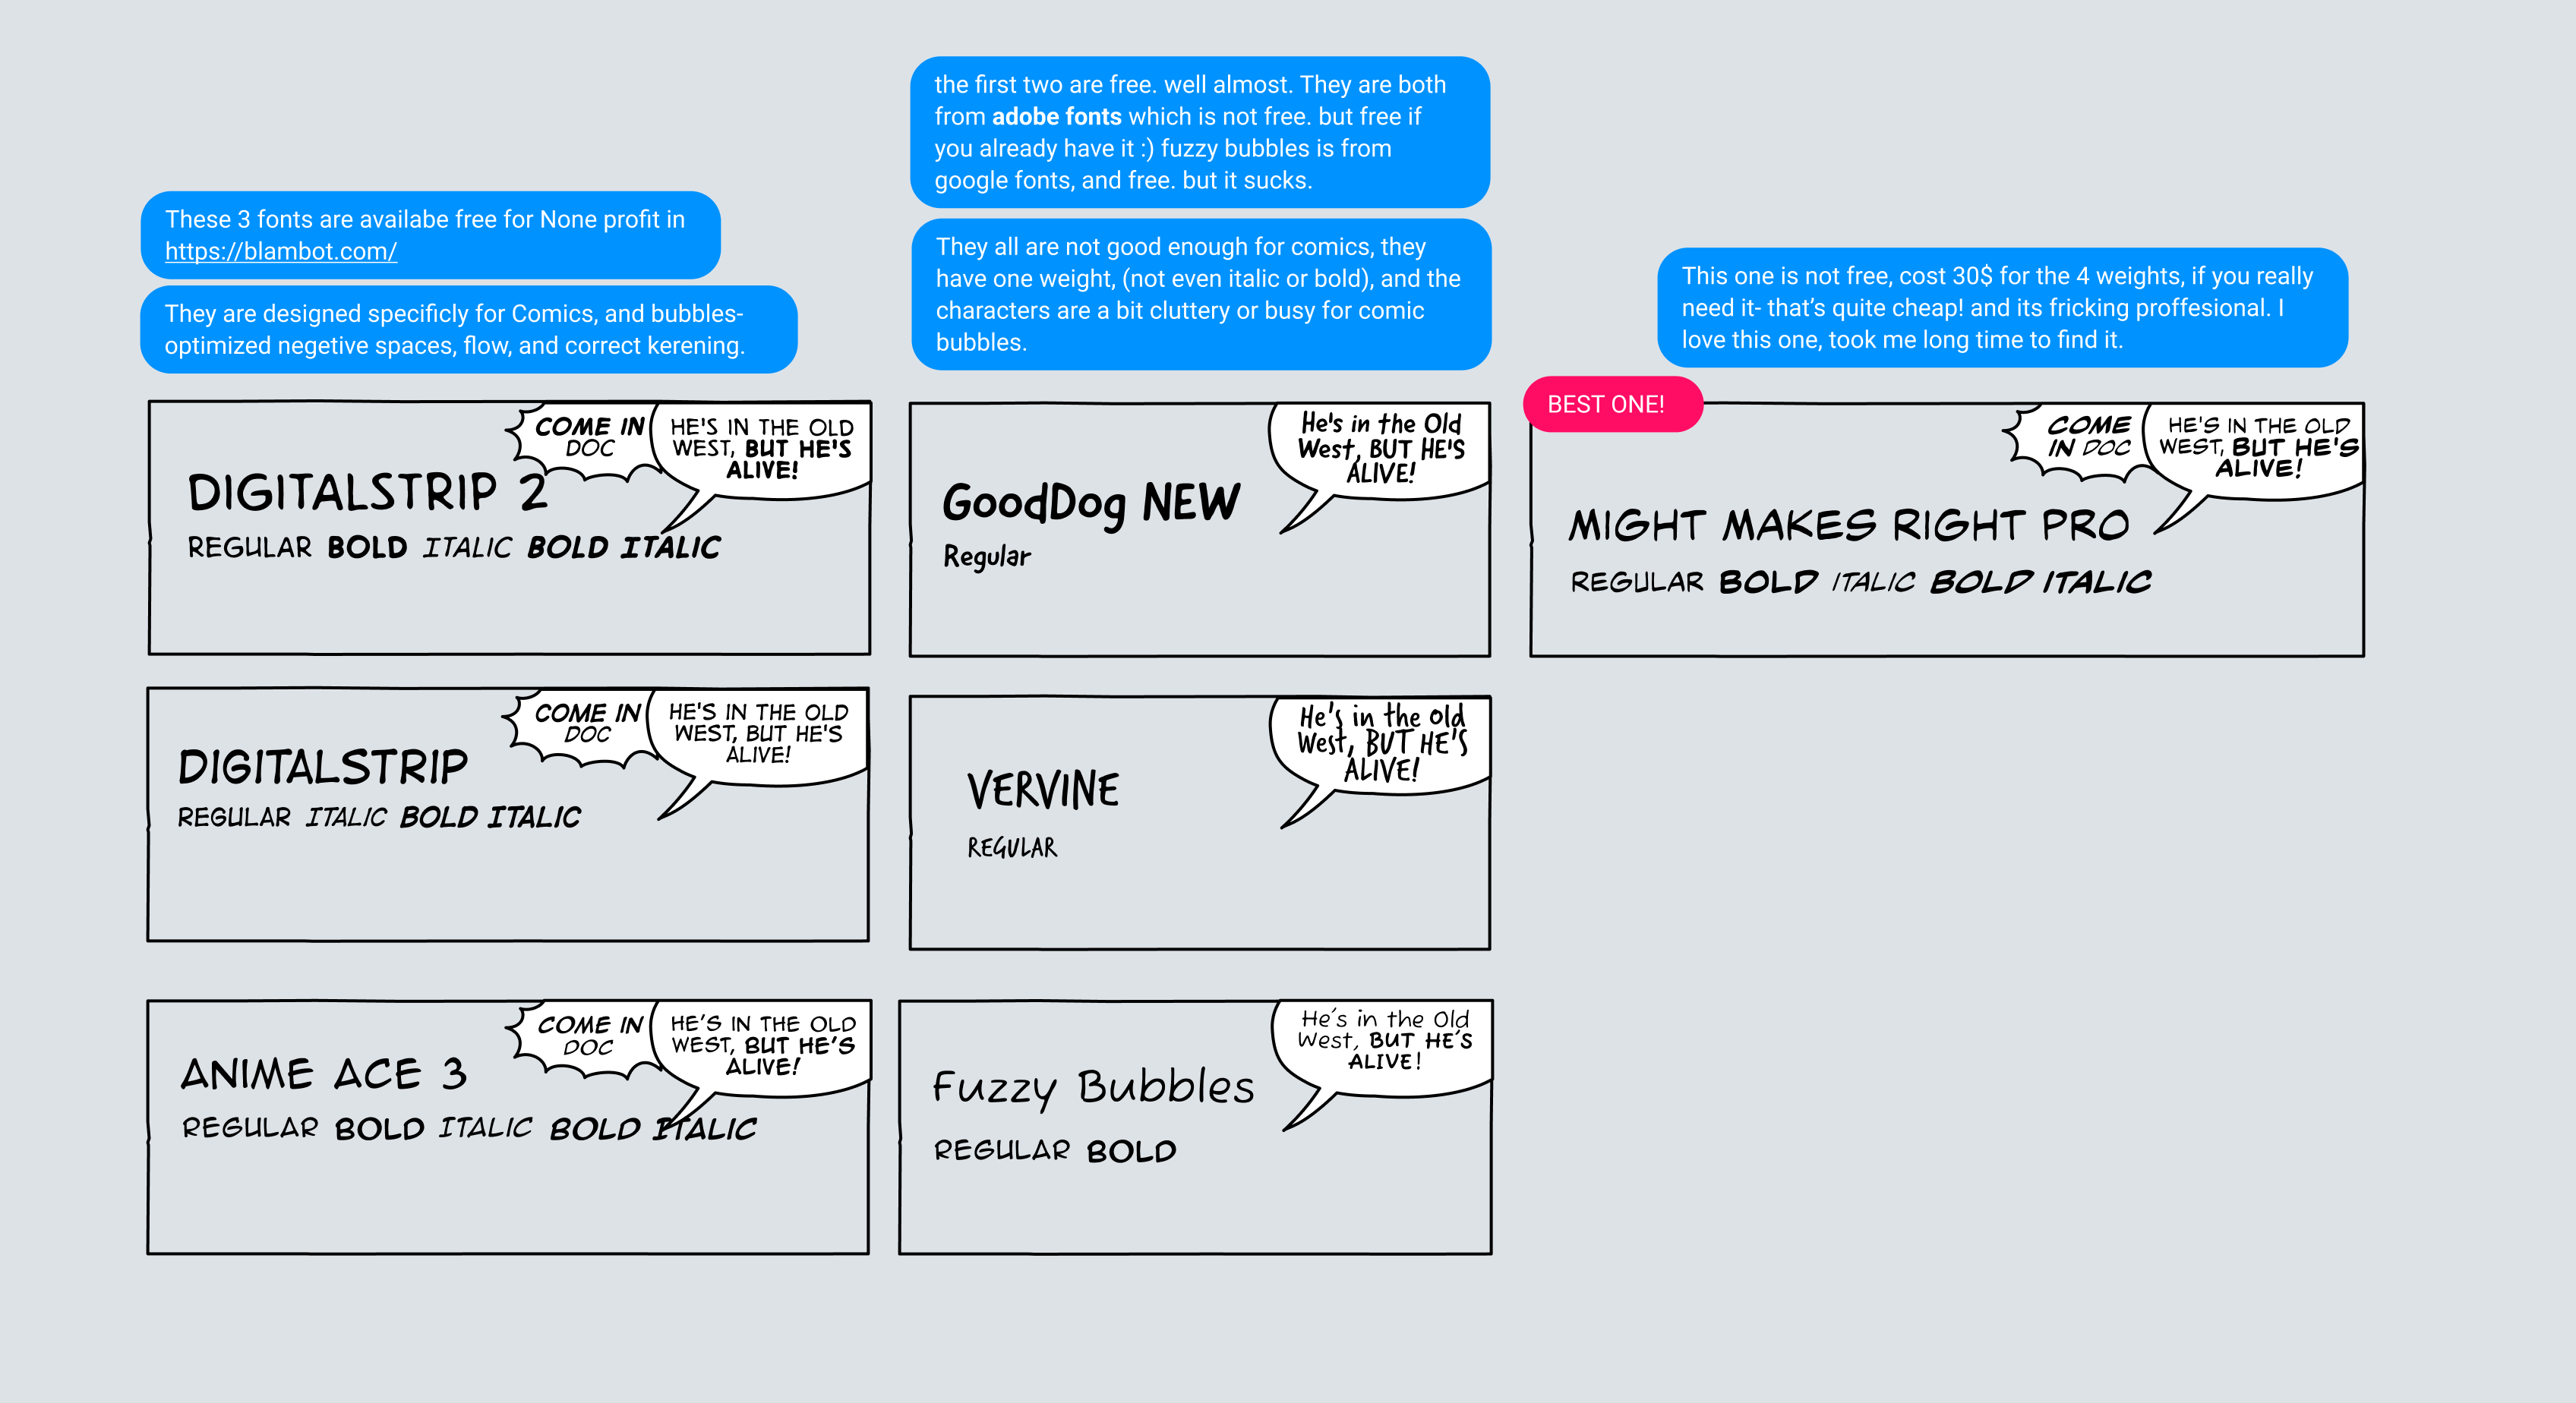 These 3 fonts are availabe free for None profit in
https://blambot.com/
They are designed specificly for Comics, and bubbles-
optimized negetive spaces, flow, and correct kerening.
COME IN
DOC
HE'S IN THE OLD
WEST, BUT HE'S
ALIVE!
DIGITALSTRIP 2
REGULAR BOLD ITALIC BOLD ITALIC
COME IN
DOC
HE'S IN THE OLD
WEST, BUT HE'S
ALIVE!
DIGITALSTRIP
REGULAR ITALIC BOLD ITALIC
COME IN
DOC
HE'S IN THE OLD
WEST, BUT HE'S
ALIVE!
ANIME ACE 3
REGULAR BOLD ITALIC BOLD ITALIC
the first two are free. well almost. They are both
from adobe fonts which is not free. but free if
you already have it :) fuzzy bubbles is from
google fonts, and free. but it sucks.
They all are not good enough for comics, they
have one weight, (not even italic or bold), and the
characters are a bit cluttery or busy for comic
bubbles.
He's in the Old
West, BUT HE'S
ALIVE!
GoodDog NEW
Regular
He's in the Old
West, BUT HE'S
ALIVE!
VERVINE
REGULAR
He's in the Old
West, BUT HE'S
ALIVE!
Fuzzy Bubbles
REGULAR BOLD
This one is not free, cost 30$ for the 4 weights, if you really
need it- that's quite cheap! and its fricking proffesional. I
love this one, took me long time to find it.
BEST ONE!
COME
IN DOC
HE'S IN THE OLD
WEST, BUT HE'S
ALIVE!
MIGHT MAKES RIGHT PRO
REGULAR BOLD ITALIC BOLD ITALIC